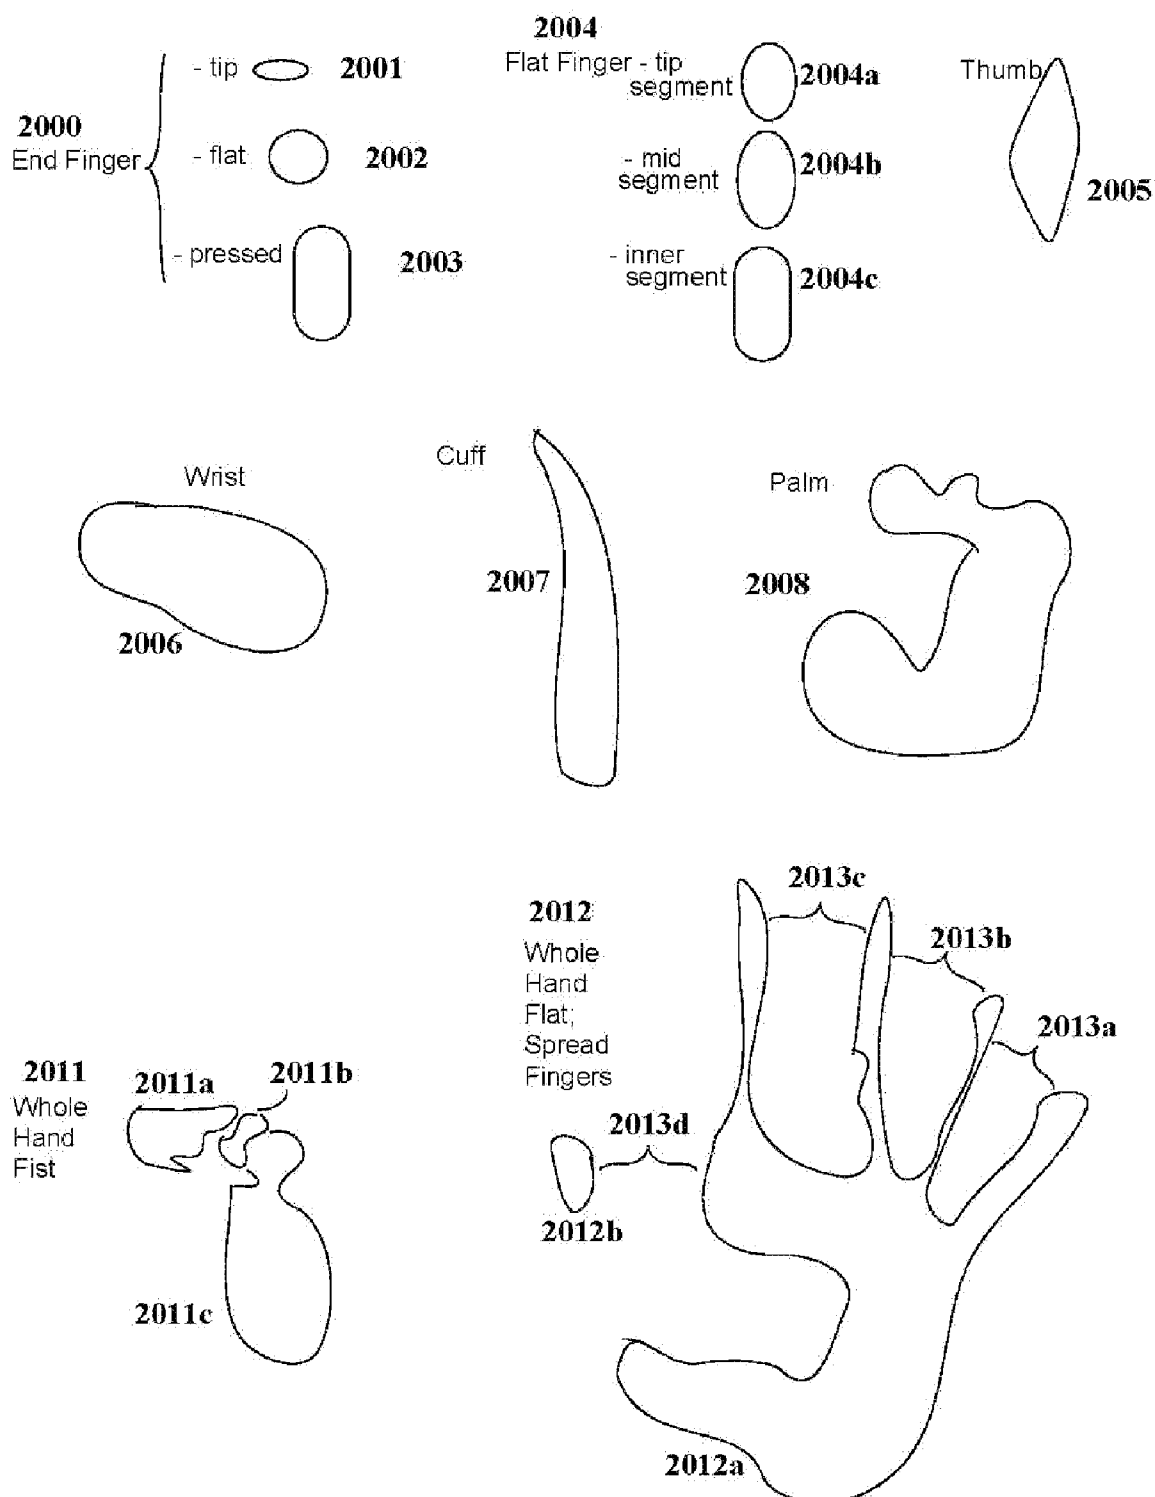 2000
End Finger
- tip
2001
- flat
2002
- pressed
2003
2004
Flat Finger - tip
segment
2004a
- mid
segment
2004b
- inner
segment
2004c
Thumb
2005
Wrist
2006
Cuff
2007
Palm
2008
2011
Whole
Hand
Fist
2011a
2011b
2011c
2012
Whole
Hand
Flat;
Spread
Fingers
2013c
2013b
2013a
2013d
2012b
2012a